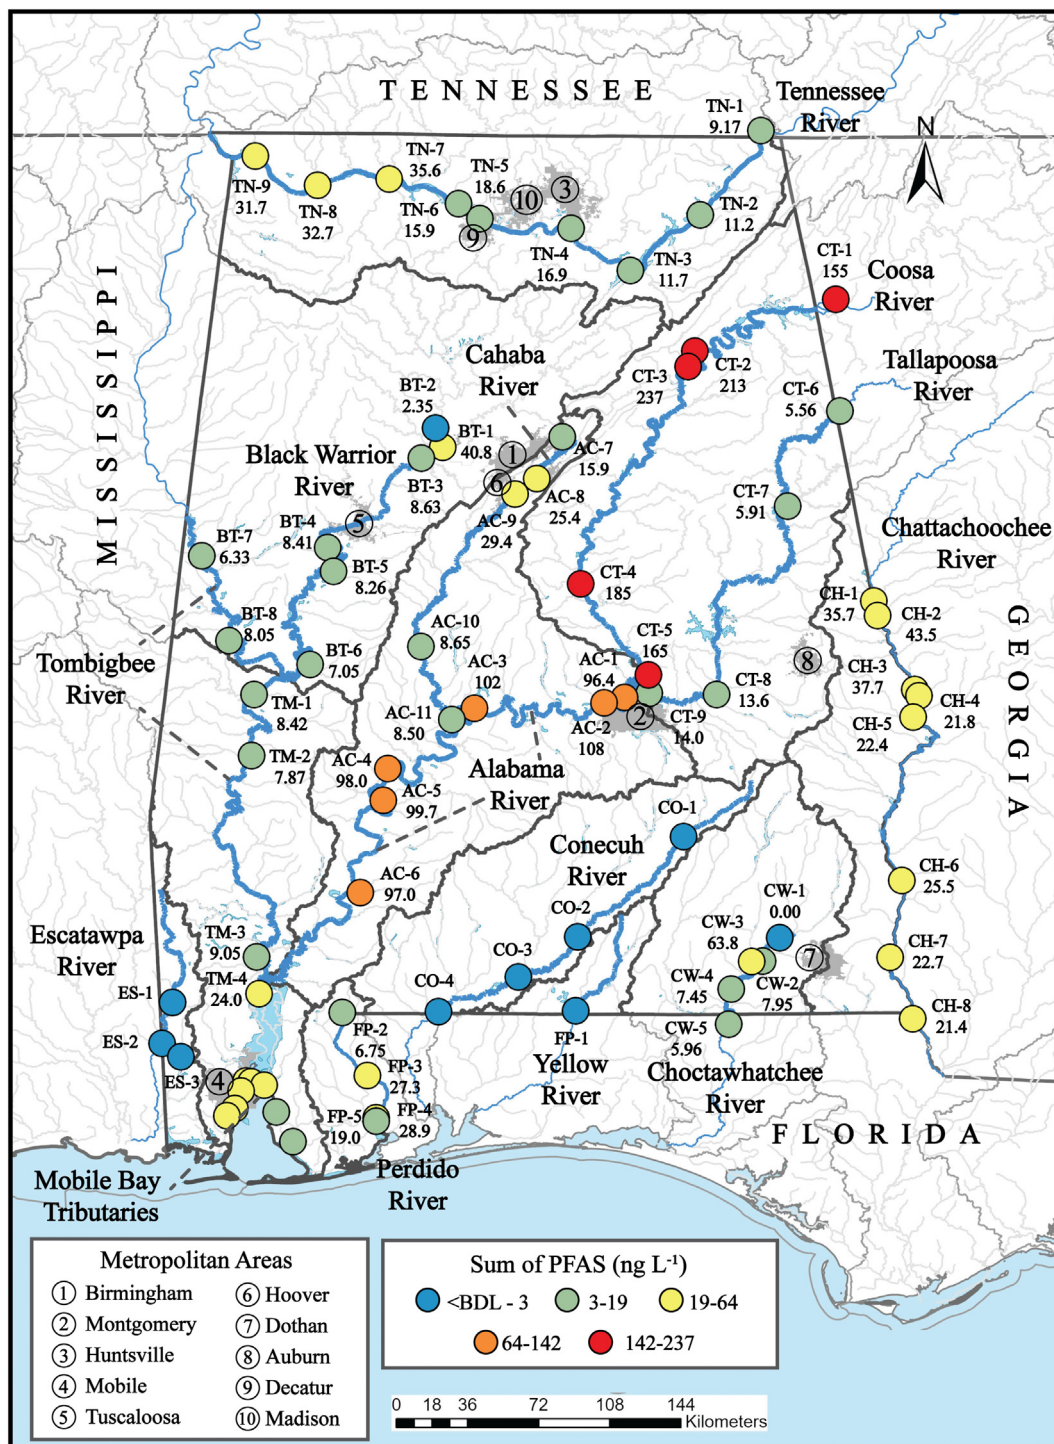 TENNESSEE
Tennessee
River
N
TN-1
9.17
TN-2
11.2
TN-3
11.7
TN-4
16.9
TN-5
18.6
TN-6
15.9
TN-7
35.6
TN-8
32.7
TN-9
31.7
10
3
9
MISSISSIPPI
CT-1
155
Coosa
River
Cahaba
River
CT-2
213
CT-3
237
Tallapoosa
River
CT-6
5.56
BT-2
2.35
BT-1
40.8
1
AC-7
15.9
Black Warrior
River
BT-3
8.63
6
AC-8
25.4
AC-9
29.4
CT-7
5.91
BT-4
8.41
5
BT-7
6.33
BT-5
8.26
Chattachoochee
River
CT-4
185
CH-1
35.7
CH-2
43.5
GEORGIA
BT-8
8.05
AC-10
8.65
BT-6
7.05
Tombigbee
River
AC-3
102
AC-1
96.4
CT-5
165
8
CH-3
37.7
CH-4
21.8
CH-5
22.4
TM-1
8.42
AC-11
8.50
AC-2
108
2
CT-9
14.0
CT-8
13.6
TM-2
7.87
AC-4
98.0
Alabama
River
AC-5
99.7
CO-1
Conecuh
River
AC-6
97.0
CH-6
25.5
CW-1
0.00
CO-2
CW-3
63.8
Escatawpa
River
TM-3
9.05
CO-3
7
CH-7
22.7
TM-4
24.0
CO-4
CW-4
7.45
CW-2
7.95
ES-1
FP-1
CH-8
21.4
FP-2
6.75
CW-5
5.96
ES-2
ES-3
4
FP-3
27.3
Yellow
River
Choctawhatchee
River
FP-5
19.0
FP-4
28.9
FLORIDA
Mobile Bay
Tributaries
Perdido
River
Metropolitan Areas
1 Birmingham
2 Montgomery
3 Huntsville
4 Mobile
5 Tuscaloosa
6 Hoover
7 Dothan
8 Auburn
9 Decatur
10 Madison
Sum of PFAS (ng L⁻¹)
<BDL - 3 3-19 19-64
64-142 142-237
0 18 36 72 108 144
Kilometers